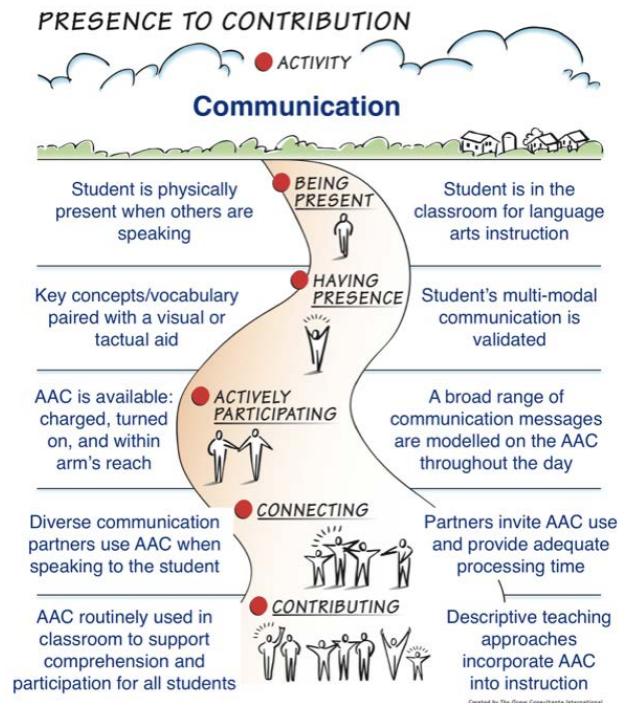 PRESENCE TO CONTRIBUTION
ACTIVITY
Communication
BEING
PRESENT
Student is physically
present when others are
speaking
Student is in the
classroom for language
arts instruction
HAVING
PRESENCE
Key concepts/vocabulary
paired with a visual or
tactual aid
Student’s multi-modal
communication is
validated
ACTIVELY
PARTICIPATING
AAC is available:
charged, turned
on, and within
arm’s reach
A broad range of
communication messages
are modelled on the AAC
throughout the day
CONNECTING
Diverse communication
partners use AAC when
speaking to the student
Partners invite AAC use
and provide adequate
processing time
CONTRIBUTING
AAC routinely used in
classroom to support
comprehension and
participation for all students
Descriptive teaching
approaches
incorporate AAC
into instruction
Created by The Consultants International